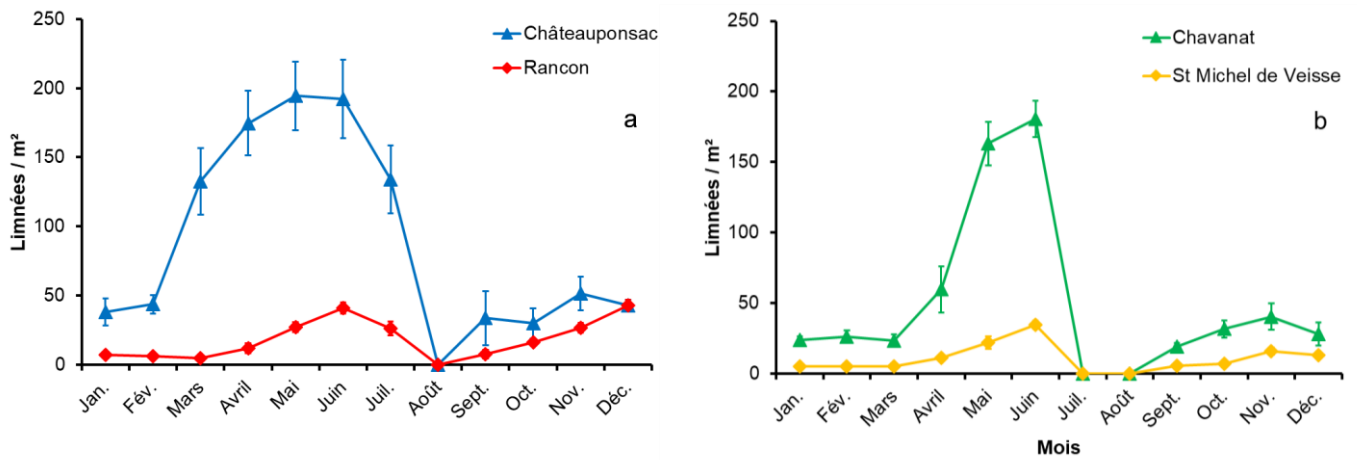 250
200
150
100
50
0
Limnées / m²
Châteauponsac
Rancon
a
Jan.
Fév.
Mars
Avril
Mai
Juin
Juil.
Août
Sept.
Oct.
Nov.
Déc.
250
200
150
100
50
0
Limnées / m²
Chavanat
St Michel de Veisse
b
Jan.
Fév.
Mars
Avril
Mai
Juin
Juil.
Août
Sept.
Oct.
Nov.
Déc.
Mois